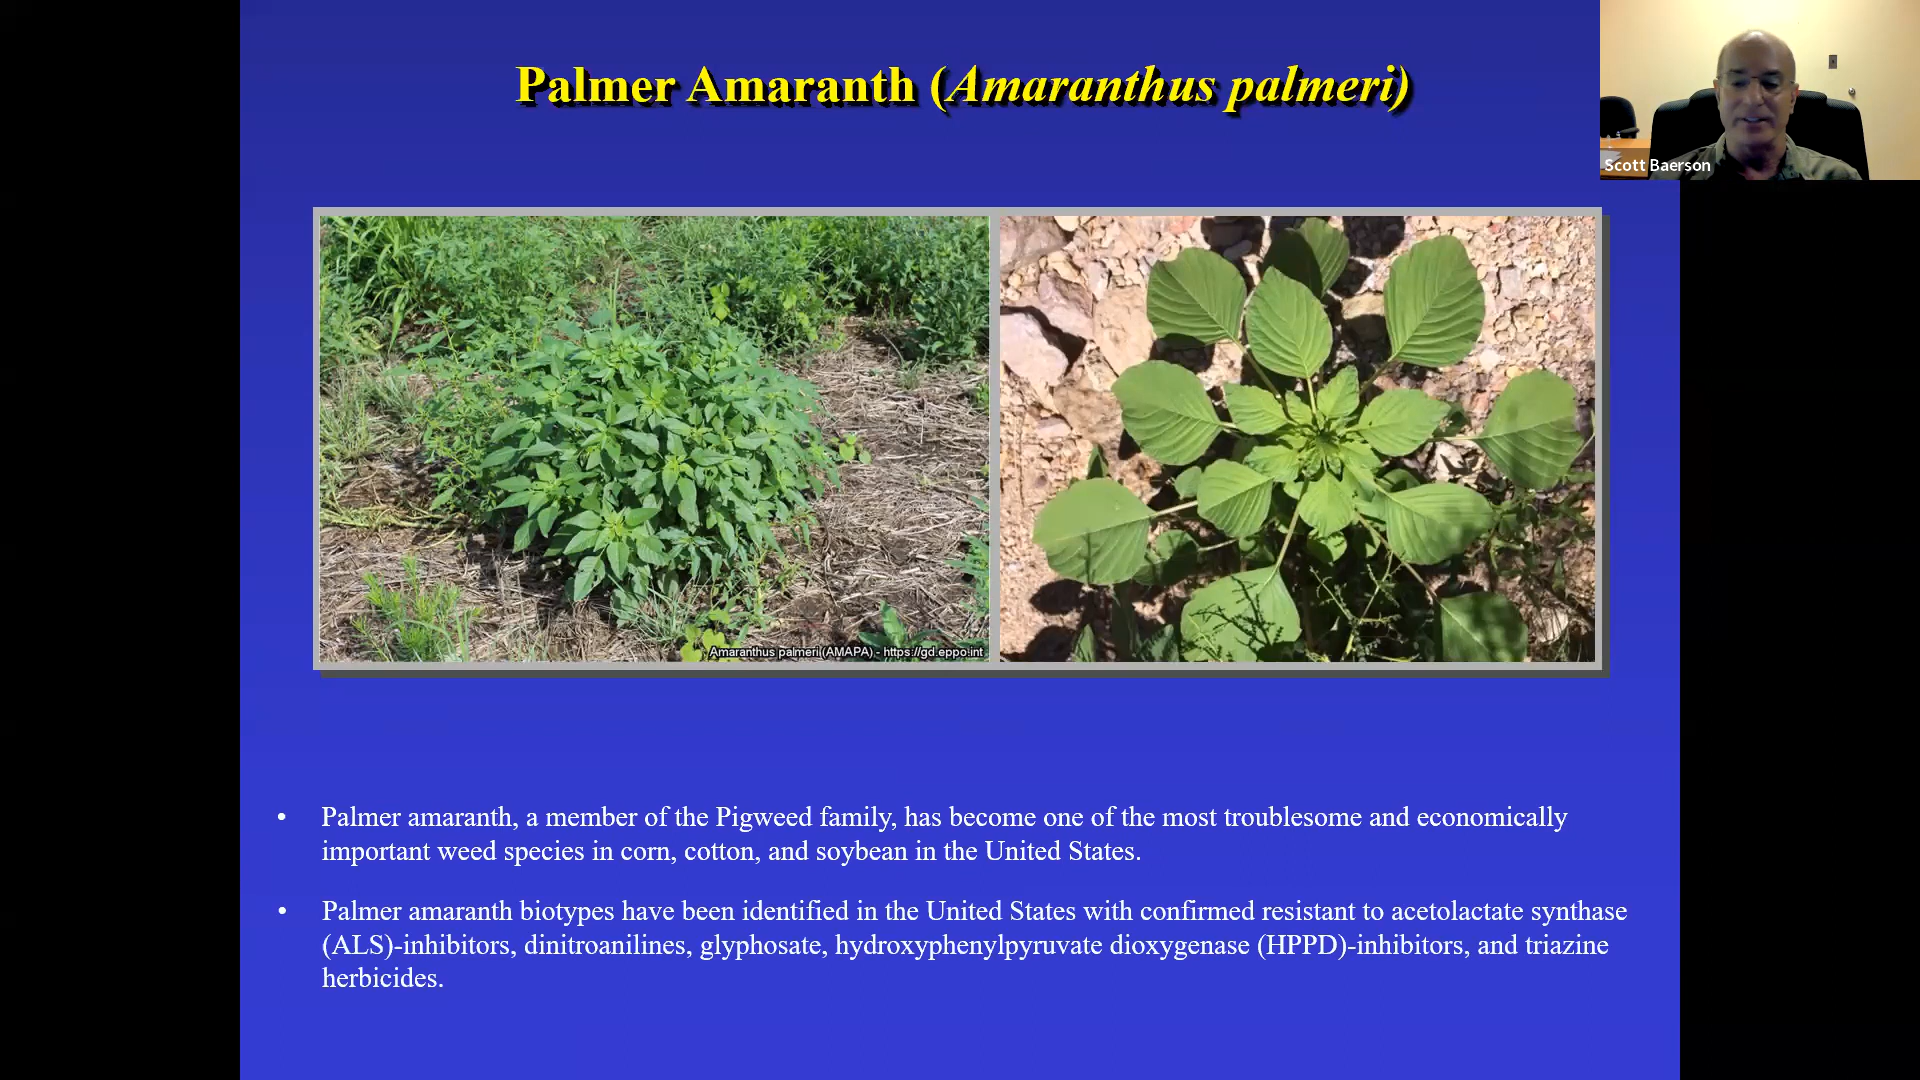 Palmer Amaranth (Amaranthus palmeri)
Scott Baerson
Amaranthus palmeri (AMAPA) - https://gd.eppo.int
• Palmer amaranth, a member of the Pigweed family, has become one of the most troublesome and economically
important weed species in corn, cotton, and soybean in the United States.
• Palmer amaranth biotypes have been identified in the United States with confirmed resistant to acetolactate synthase
(ALS)-inhibitors, dinitroanilines, glyphosate, hydroxyphenylpyruvate dioxygenase (HPPD)-inhibitors, and triazine
herbicides.